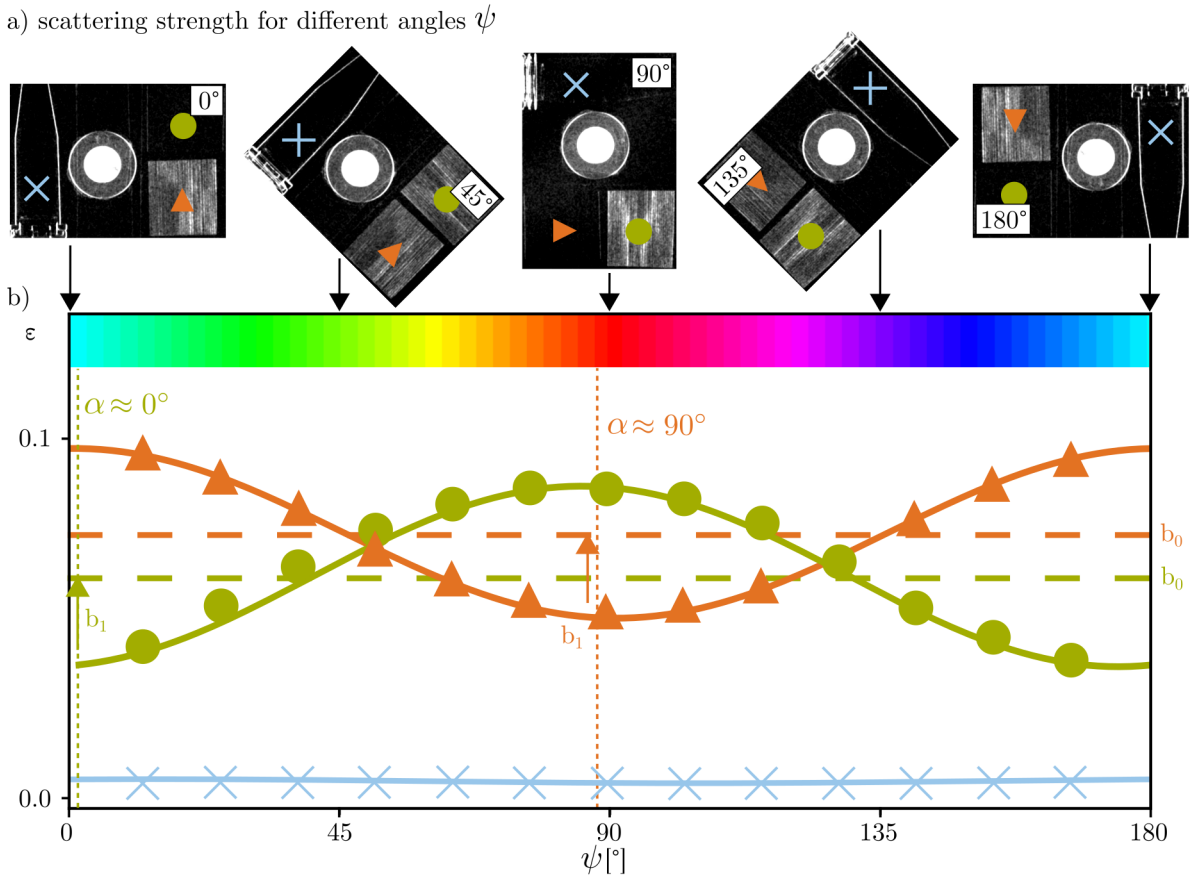 a) scattering strength for different angles ψ
0°
45°
90°
135°
180°
b)
ε
α ≈ 0°
α ≈ 90°
0.1
b₀
b₀
b₁
b₁
0.0
0 45 90 135 180
ψ[°]